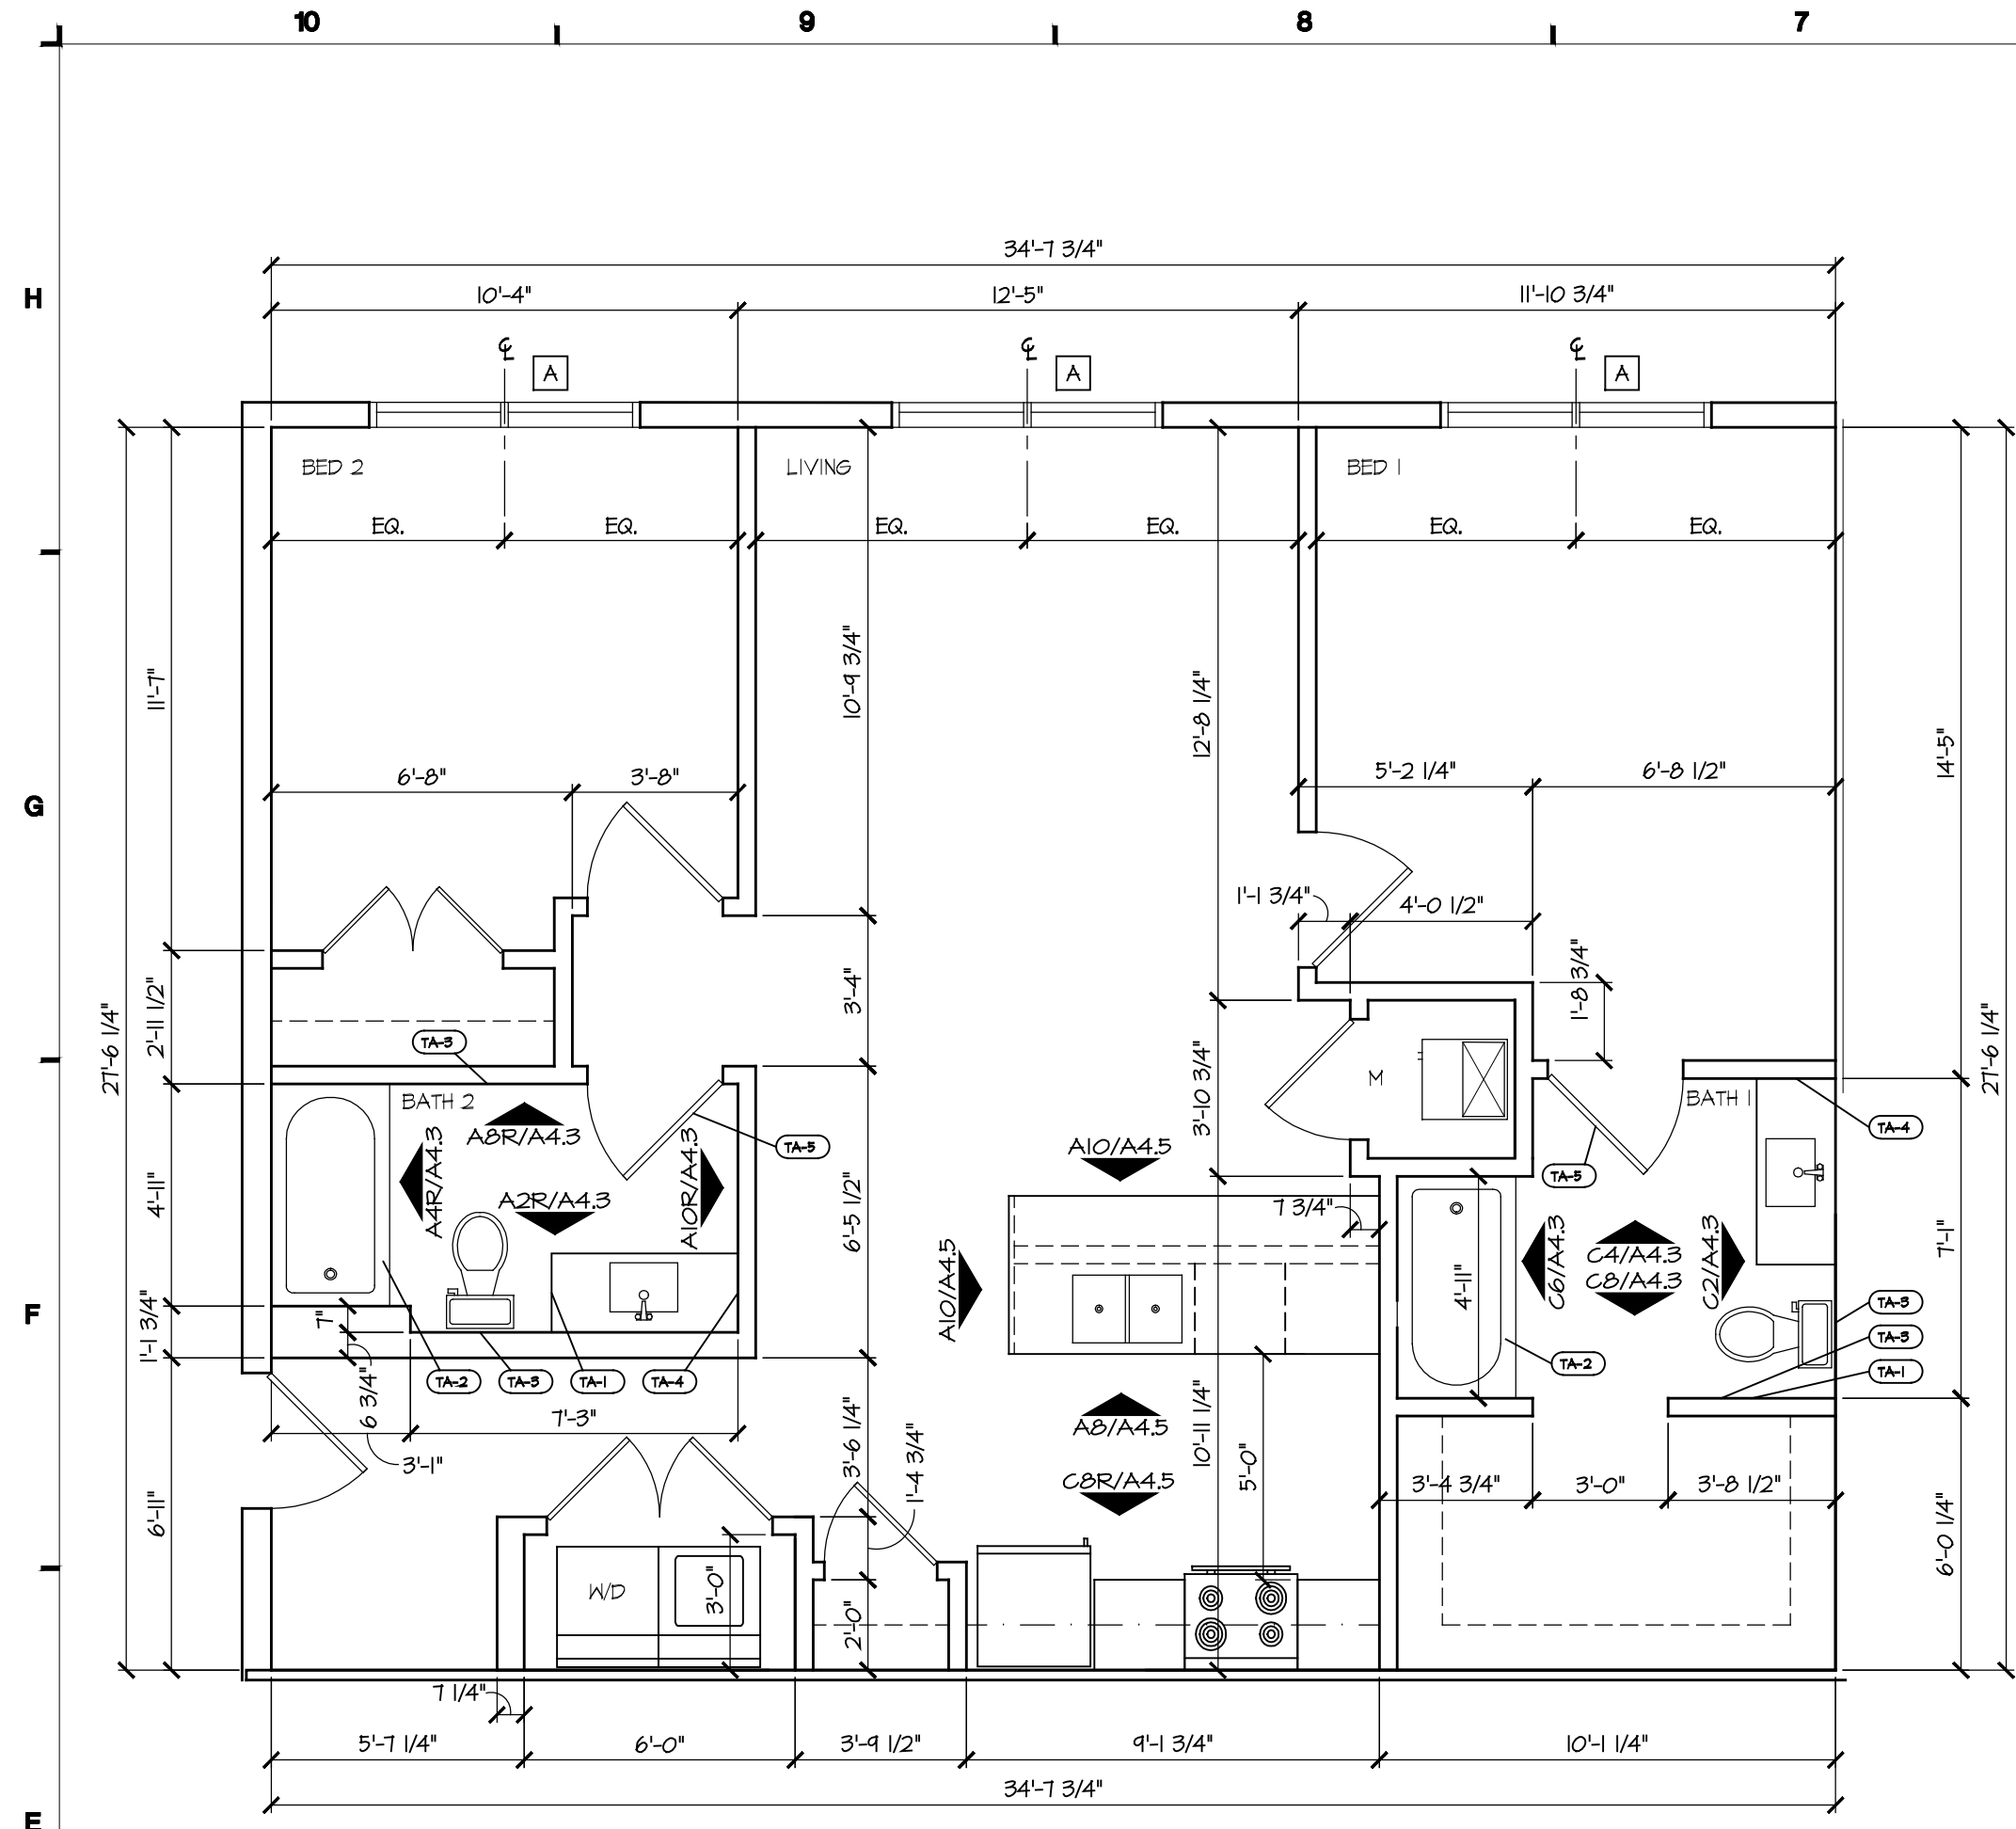 10 9 8 7
34'-7 3/4"
H
10'-4" 12'-5" 11'-10 3/4"
℄ A ℄ A ℄ A
BED 2 LIVING BED 1
EQ. EQ. EQ. EQ. EQ. EQ.
11'-7" 10'-9 3/4" 12'-8 1/4" 14'-5"
6'-8" 3'-8" 5'-2 1/4" 6'-8 1/2"
G
1'-1 3/4" 4'-0 1/2"
1'-8 3/4"
27'-6 1/4" 2'-11 1/2" 3'-4" 27'-6 1/4"
TA-3
3'-10 3/4" M
BATH 2 BATH 1
A8R/A4.3 TA-5 TA-4
A4R/A4.3 A10R/A4.3
A10/A4.5 TA-5
4'-11" A2R/A4.3 6'-5 1/2" 7 3/4" 7'-1"
A10/A4.5 4'-11" C6/A4.3 C4/A4.3 C2/A4.3
C8/A4.3
F
TA-3
1'-1 3/4" 7" TA-3
TA-2 TA-1
TA-2 TA-3 TA-1 TA-4
6 3/4" 7'-3" A8/A4.5
3'-1" 3'-6 1/4" 1'-4 3/4" 10'-11 1/4" 5'-0"
C8R/A4.5 3'-4 3/4" 3'-0" 3'-8 1/2"
6'-11" 6'-0 1/4"
W/D 3'-0" 2'-0"
7 1/4"
5'-7 1/4" 6'-0" 3'-9 1/2" 9'-1 3/4" 10'-1 1/4"
34'-7 3/4"
E